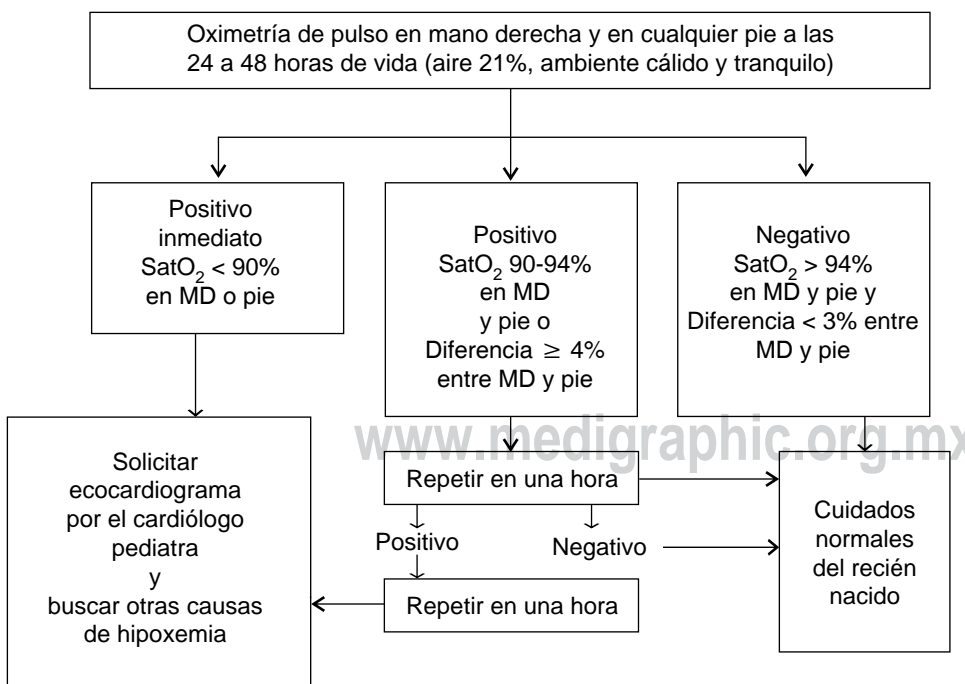 Oximetría de pulso en mano derecha y en cualquier pie a las
24 a 48 horas de vida (aire 21%, ambiente cálido y tranquilo)
Positivo
inmediato
SatO₂ < 90%
en MD o pie
Positivo
SatO₂ 90-94%
en MD
y pie o
Diferencia ≥ 4%
entre MD y pie
Negativo
SatO₂ > 94%
en MD y pie y
Diferencia < 3% entre
MD y pie
www.medigraphic.org.mx
Solicitar
ecocardiograma
por el cardiólogo
pediatra
y
buscar otras causas
de hipoxemia
Repetir en una hora
Positivo
Negativo
Repetir en una hora
Cuidados
normales
del recién
nacido